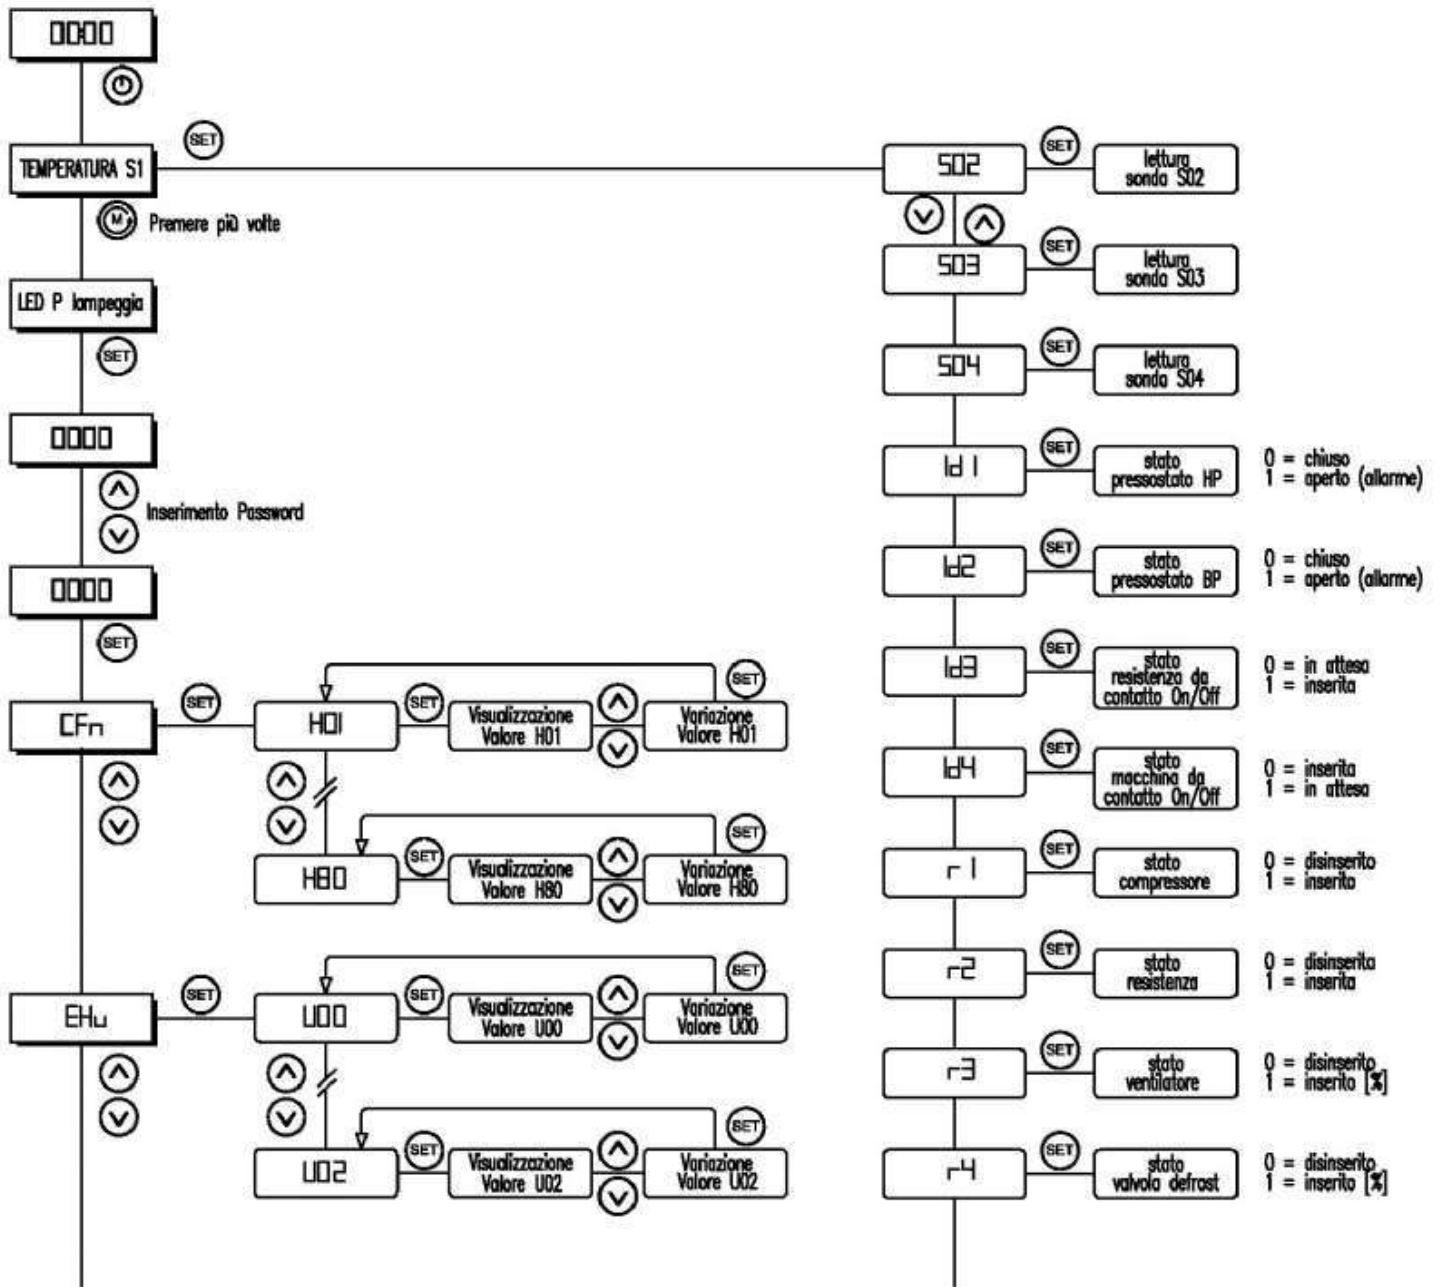 00:00
TEMPERATURA S1
SET
M Premere più volte
LED P lampeggia
SET
0000
Inserimento Password
0000
SET
CFn
SET
H01
SET
Visualizzazione
Valore H01
SET
Variazione
Valore H01
H80
SET
Visualizzazione
Valore H80
SET
Variazione
Valore H80
EHu
SET
U00
SET
Visualizzazione
Valore U00
SET
Variazione
Valore U00
U02
SET
Visualizzazione
Valore U02
SET
Variazione
Valore U02
S02
SET
lettura
sonda S02
S03
SET
lettura
sonda S03
S04
SET
lettura
sonda S04
Id1
SET
stato
pressostato HP
0 = chiuso
1 = aperto (allarme)
Id2
SET
stato
pressostato BP
0 = chiuso
1 = aperto (allarme)
Id3
SET
stato
resistenza da
contatto On/Off
0 = in attesa
1 = inserita
Id4
SET
stato
macchina da
contatto On/Off
0 = inserita
1 = in attesa
r1
SET
stato
compressore
0 = disinserito
1 = inserito
r2
SET
stato
resistenza
0 = disinserita
1 = inserita
r3
SET
stato
ventilatore
0 = disinserito
1 = inserito [%]
r4
SET
stato
valvola defrost
0 = disinserito
1 = inserito [%]